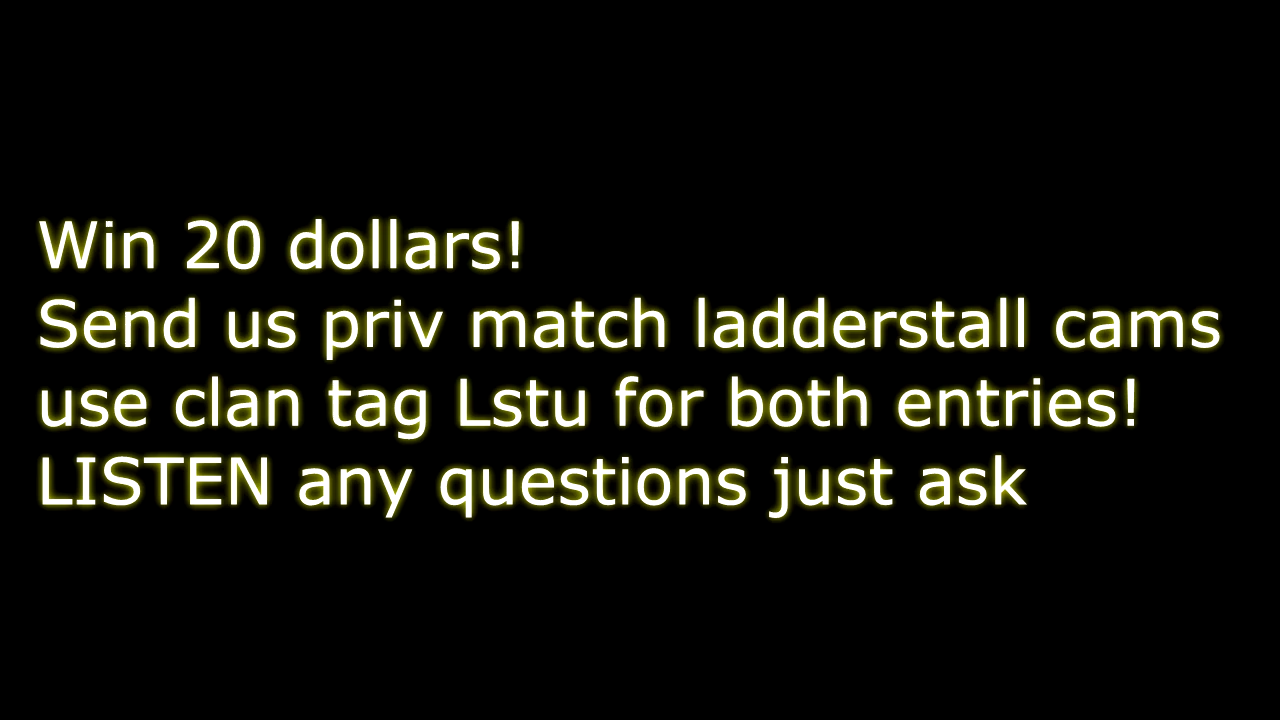 Win 20 dollars!
Send us priv match ladderstall cams
use clan tag Lstu for both entries!
LISTEN any questions just ask